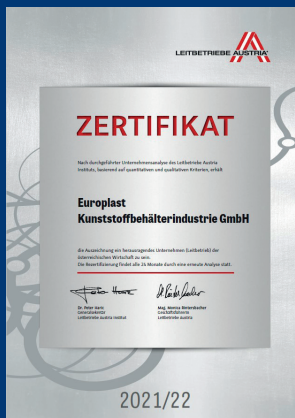 LEITBETRIEBE AUSTRIA
ZERTIFIKAT
Nach durchgeführter Unternehmensanalyse des Leitbetriebe Austria
Instituts, basierend auf quantitativen und qualitativen Kriterien, erhält
Europlast
Kunststoffbehälterindustrie GmbH
die Auszeichnung ein herausragendes Unternehmen (Leitbetrieb) der
österreichischen Wirtschaft zu sein.
Die Rezertifizierung findet alle 24 Monate durch eine erneute Analyse statt.
Dr. Peter Hanke
Generalsekretär
Leitbetriebe Austria Institut
Mag. Monica Rintersbacher
Geschäftsführerin
Leitbetriebe Austria
2021/22